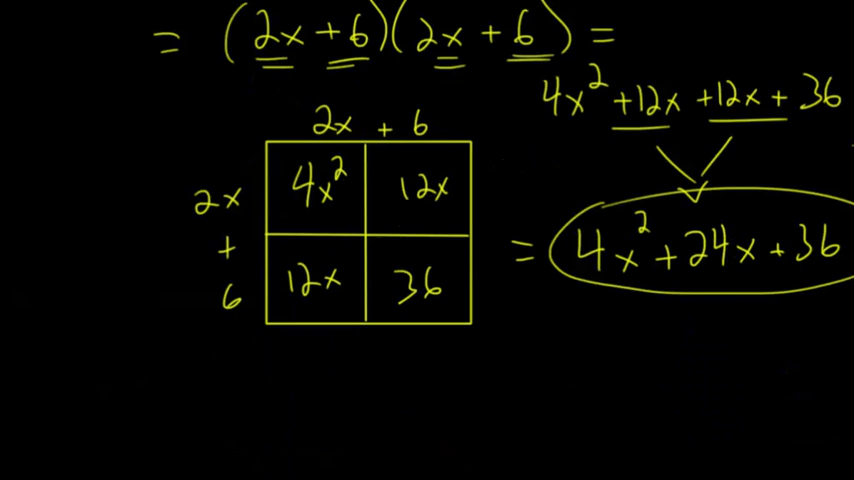 = (2x + 6)(2x + 6) =
4x² + 12x + 12x + 36
2x + 6
2x
+
6
4x² 12x
12x 36
= 4x² + 24x + 36